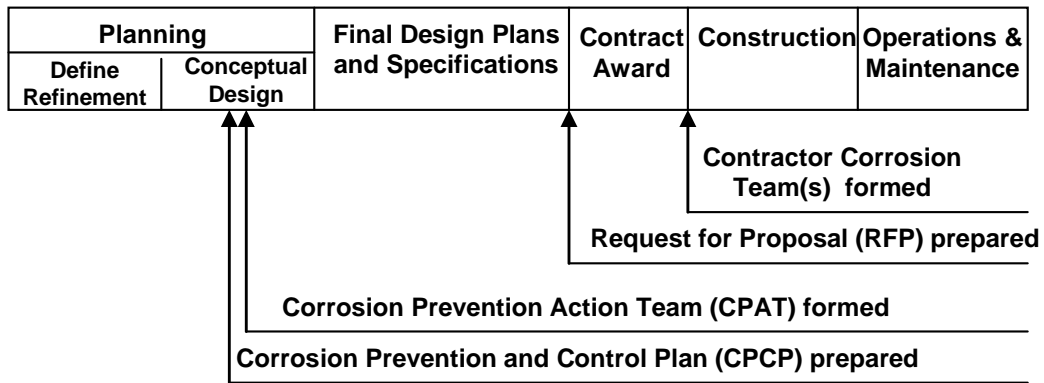 Planning
Define
Refinement
Conceptual
Design
Final Design Plans
and Specifications
Contract
Award
Construction
Operations &
Maintenance
Contractor Corrosion
Team(s) formed
Request for Proposal (RFP) prepared
Corrosion Prevention Action Team (CPAT) formed
Corrosion Prevention and Control Plan (CPCP) prepared